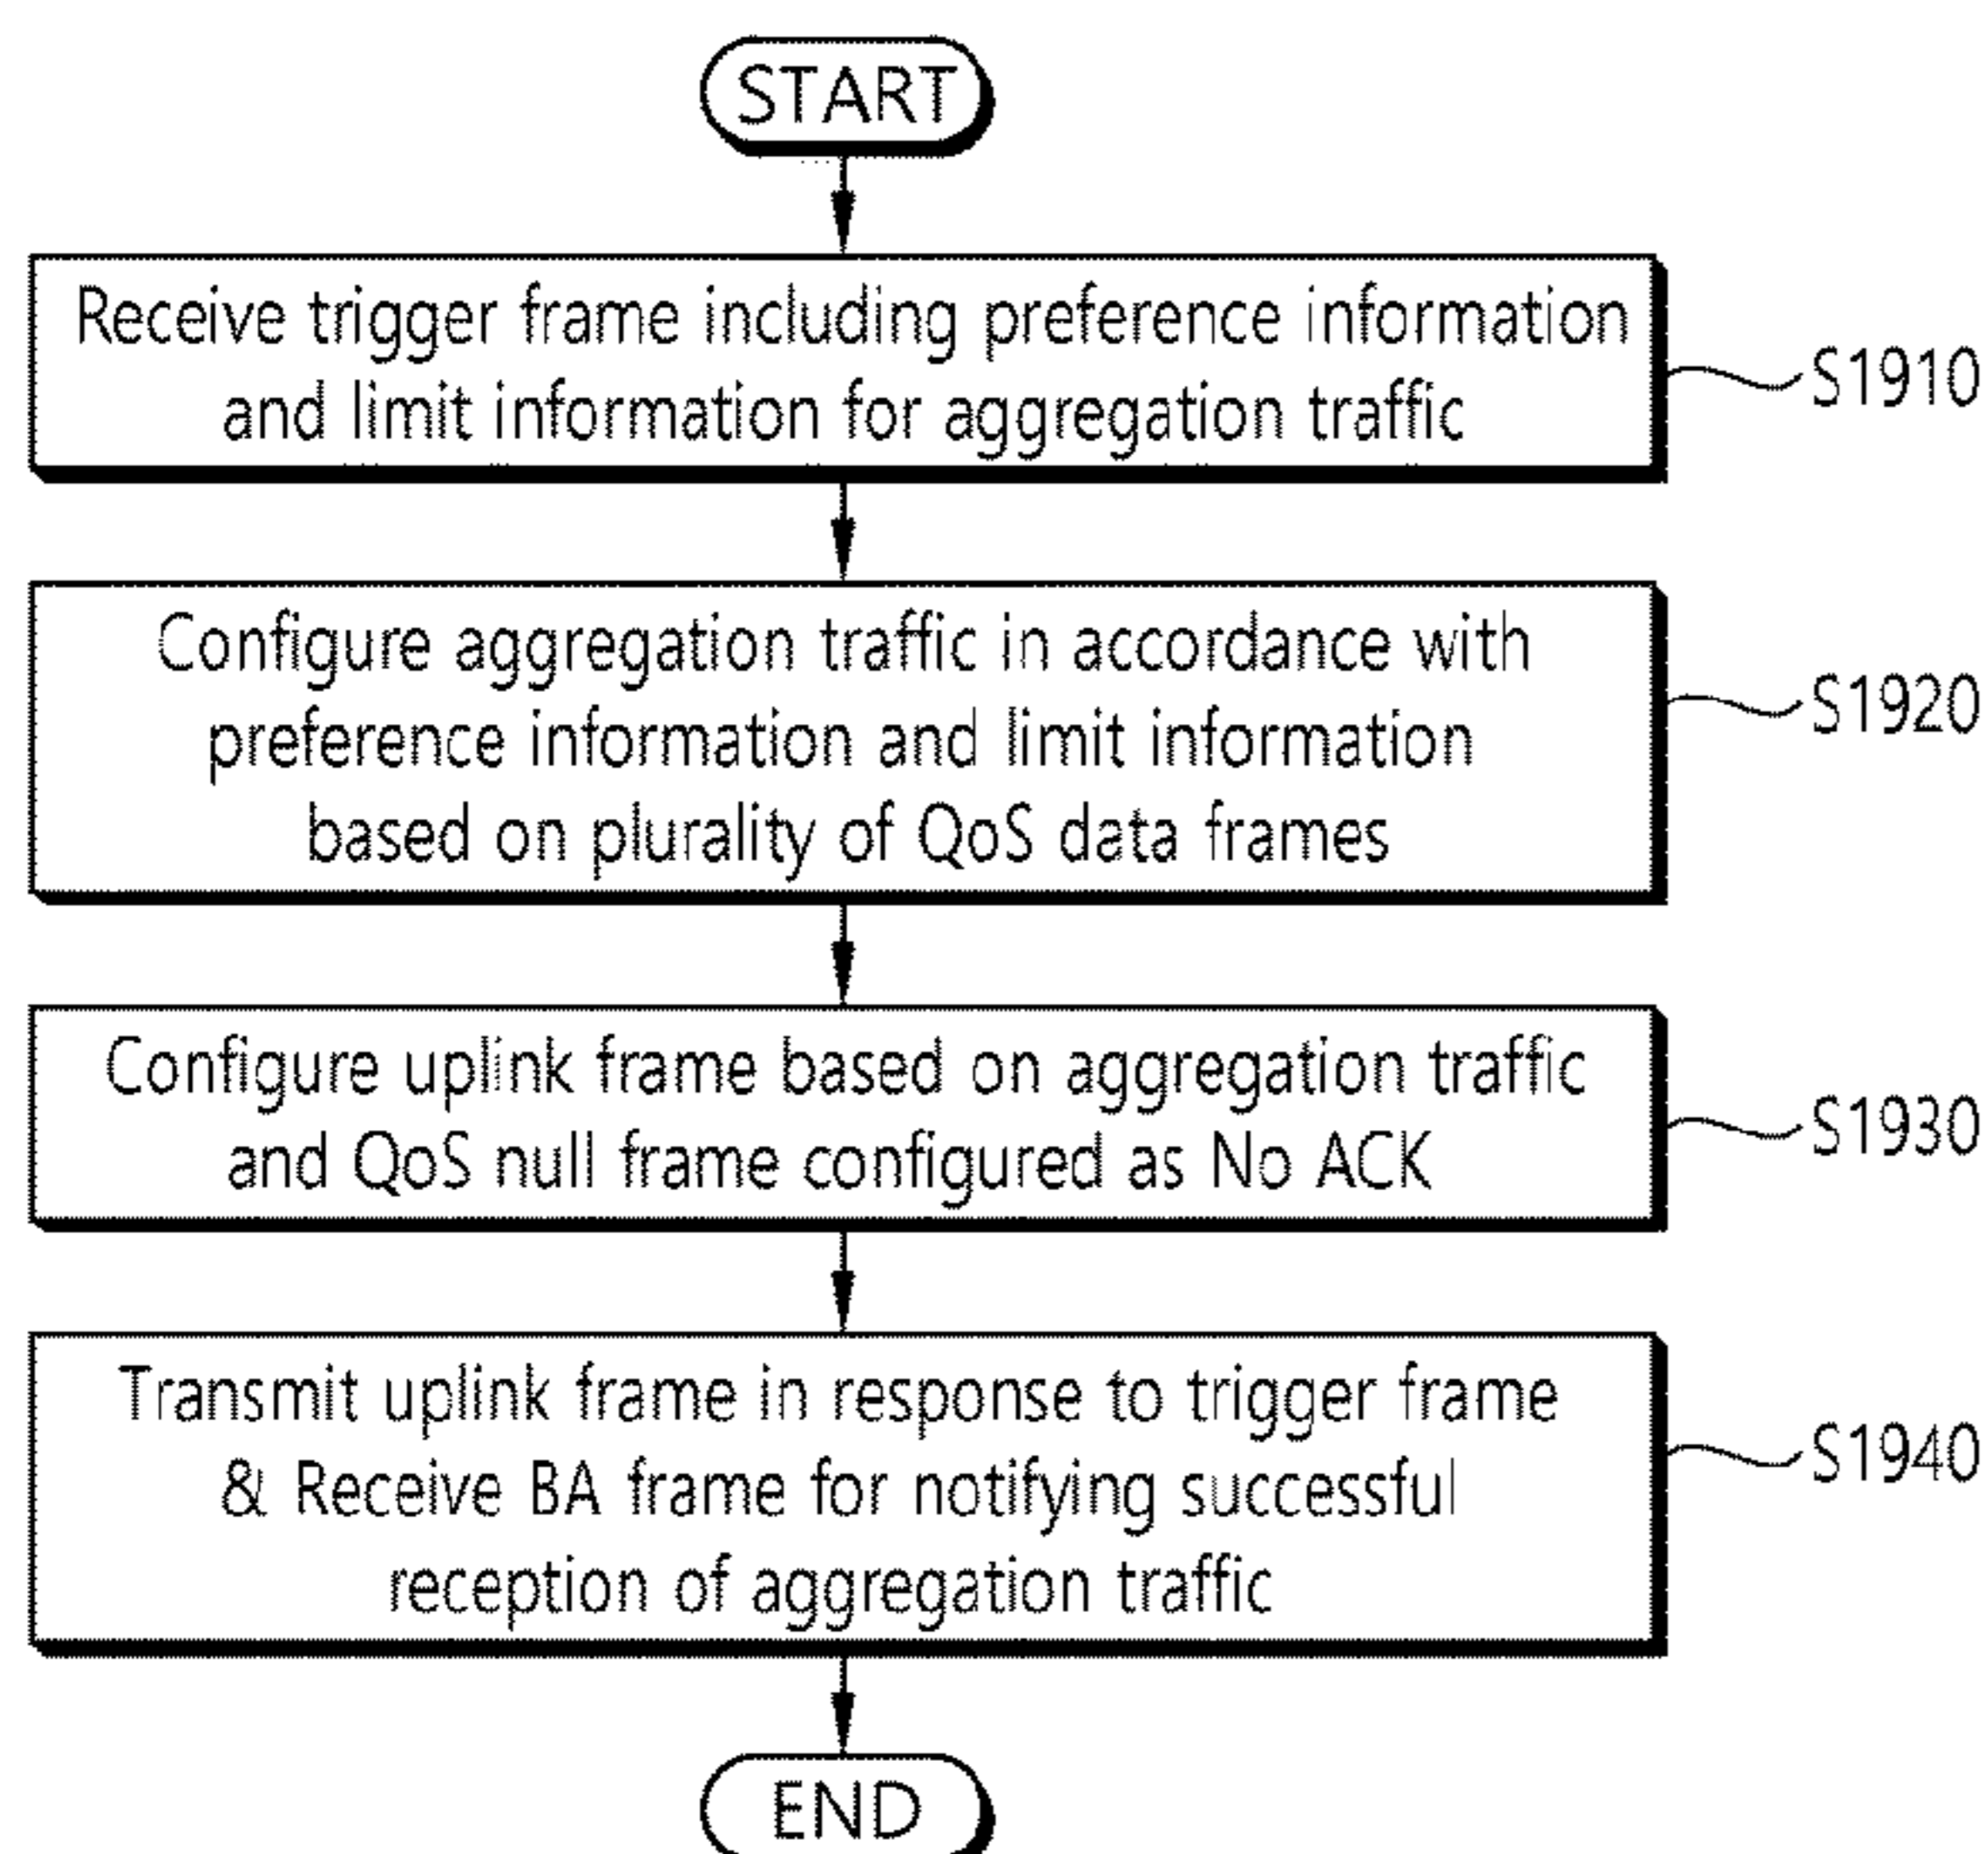 START
Receive trigger frame including preference information
and limit information for aggregation traffic
S1910
Configure aggregation traffic in accordance with
preference information and limit information
based on plurality of QoS data frames
S1920
Configure uplink frame based on aggregation traffic
and QoS null frame configured as No ACK
S1930
Transmit uplink frame in response to trigger frame
& Receive BA frame for notifying successful
reception of aggregation traffic
S1940
END